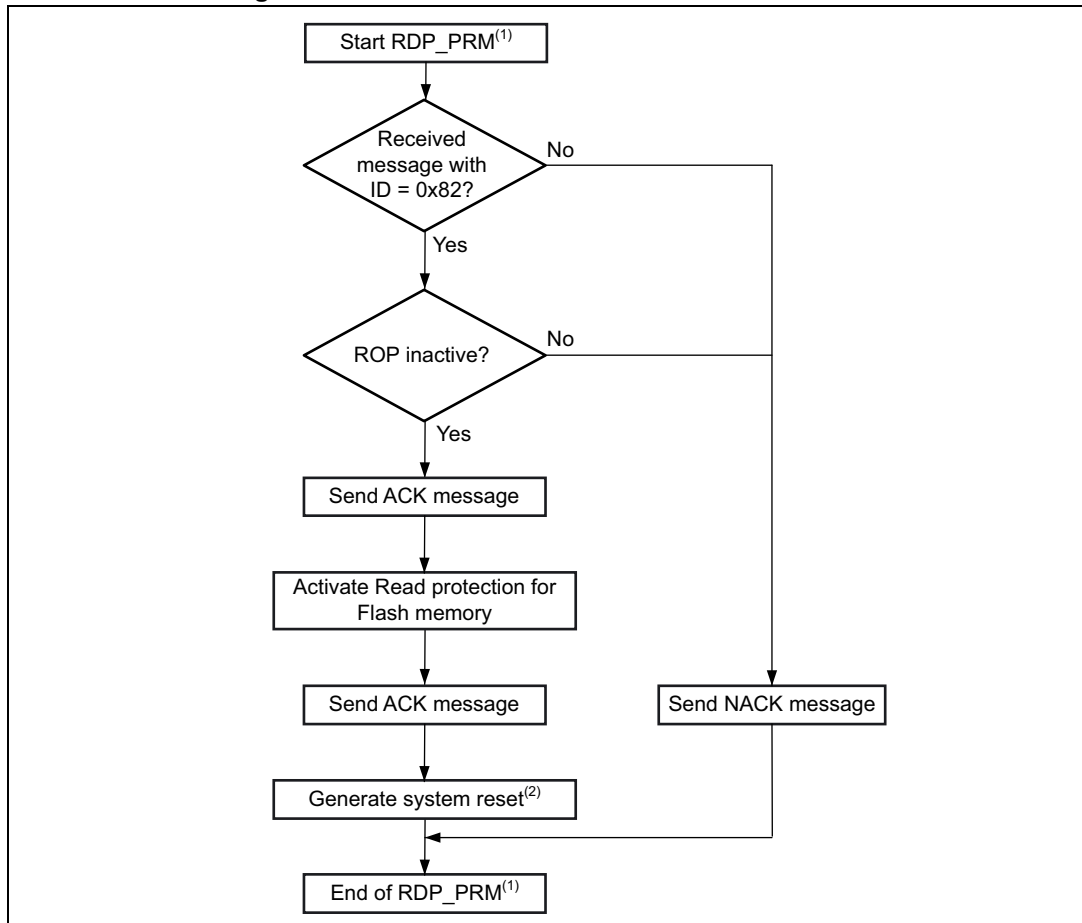 Start RDP_PRM(1)
Received
message with
ID = 0x82?
No
Yes
ROP inactive?
No
Yes
Send ACK message
Activate Read protection for
Flash memory
Send ACK message
Send NACK message
Generate system reset(2)
End of RDP_PRM(1)